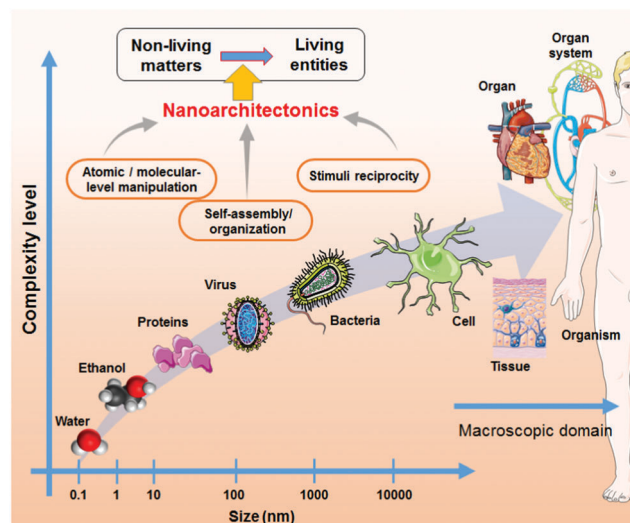 Non-living matters
Living entities
Nanoarchitectonics
Atomic / molecular-
level manipulation
Self-assembly/
organization
Stimuli reciprocity
Organ
system
Organ
Complexity level
Virus
Proteins
Bacteria
Cell
Ethanol
Water
Tissue
Organism
Macroscopic domain
0.1 1 10 100 1000 10000
Size (nm)